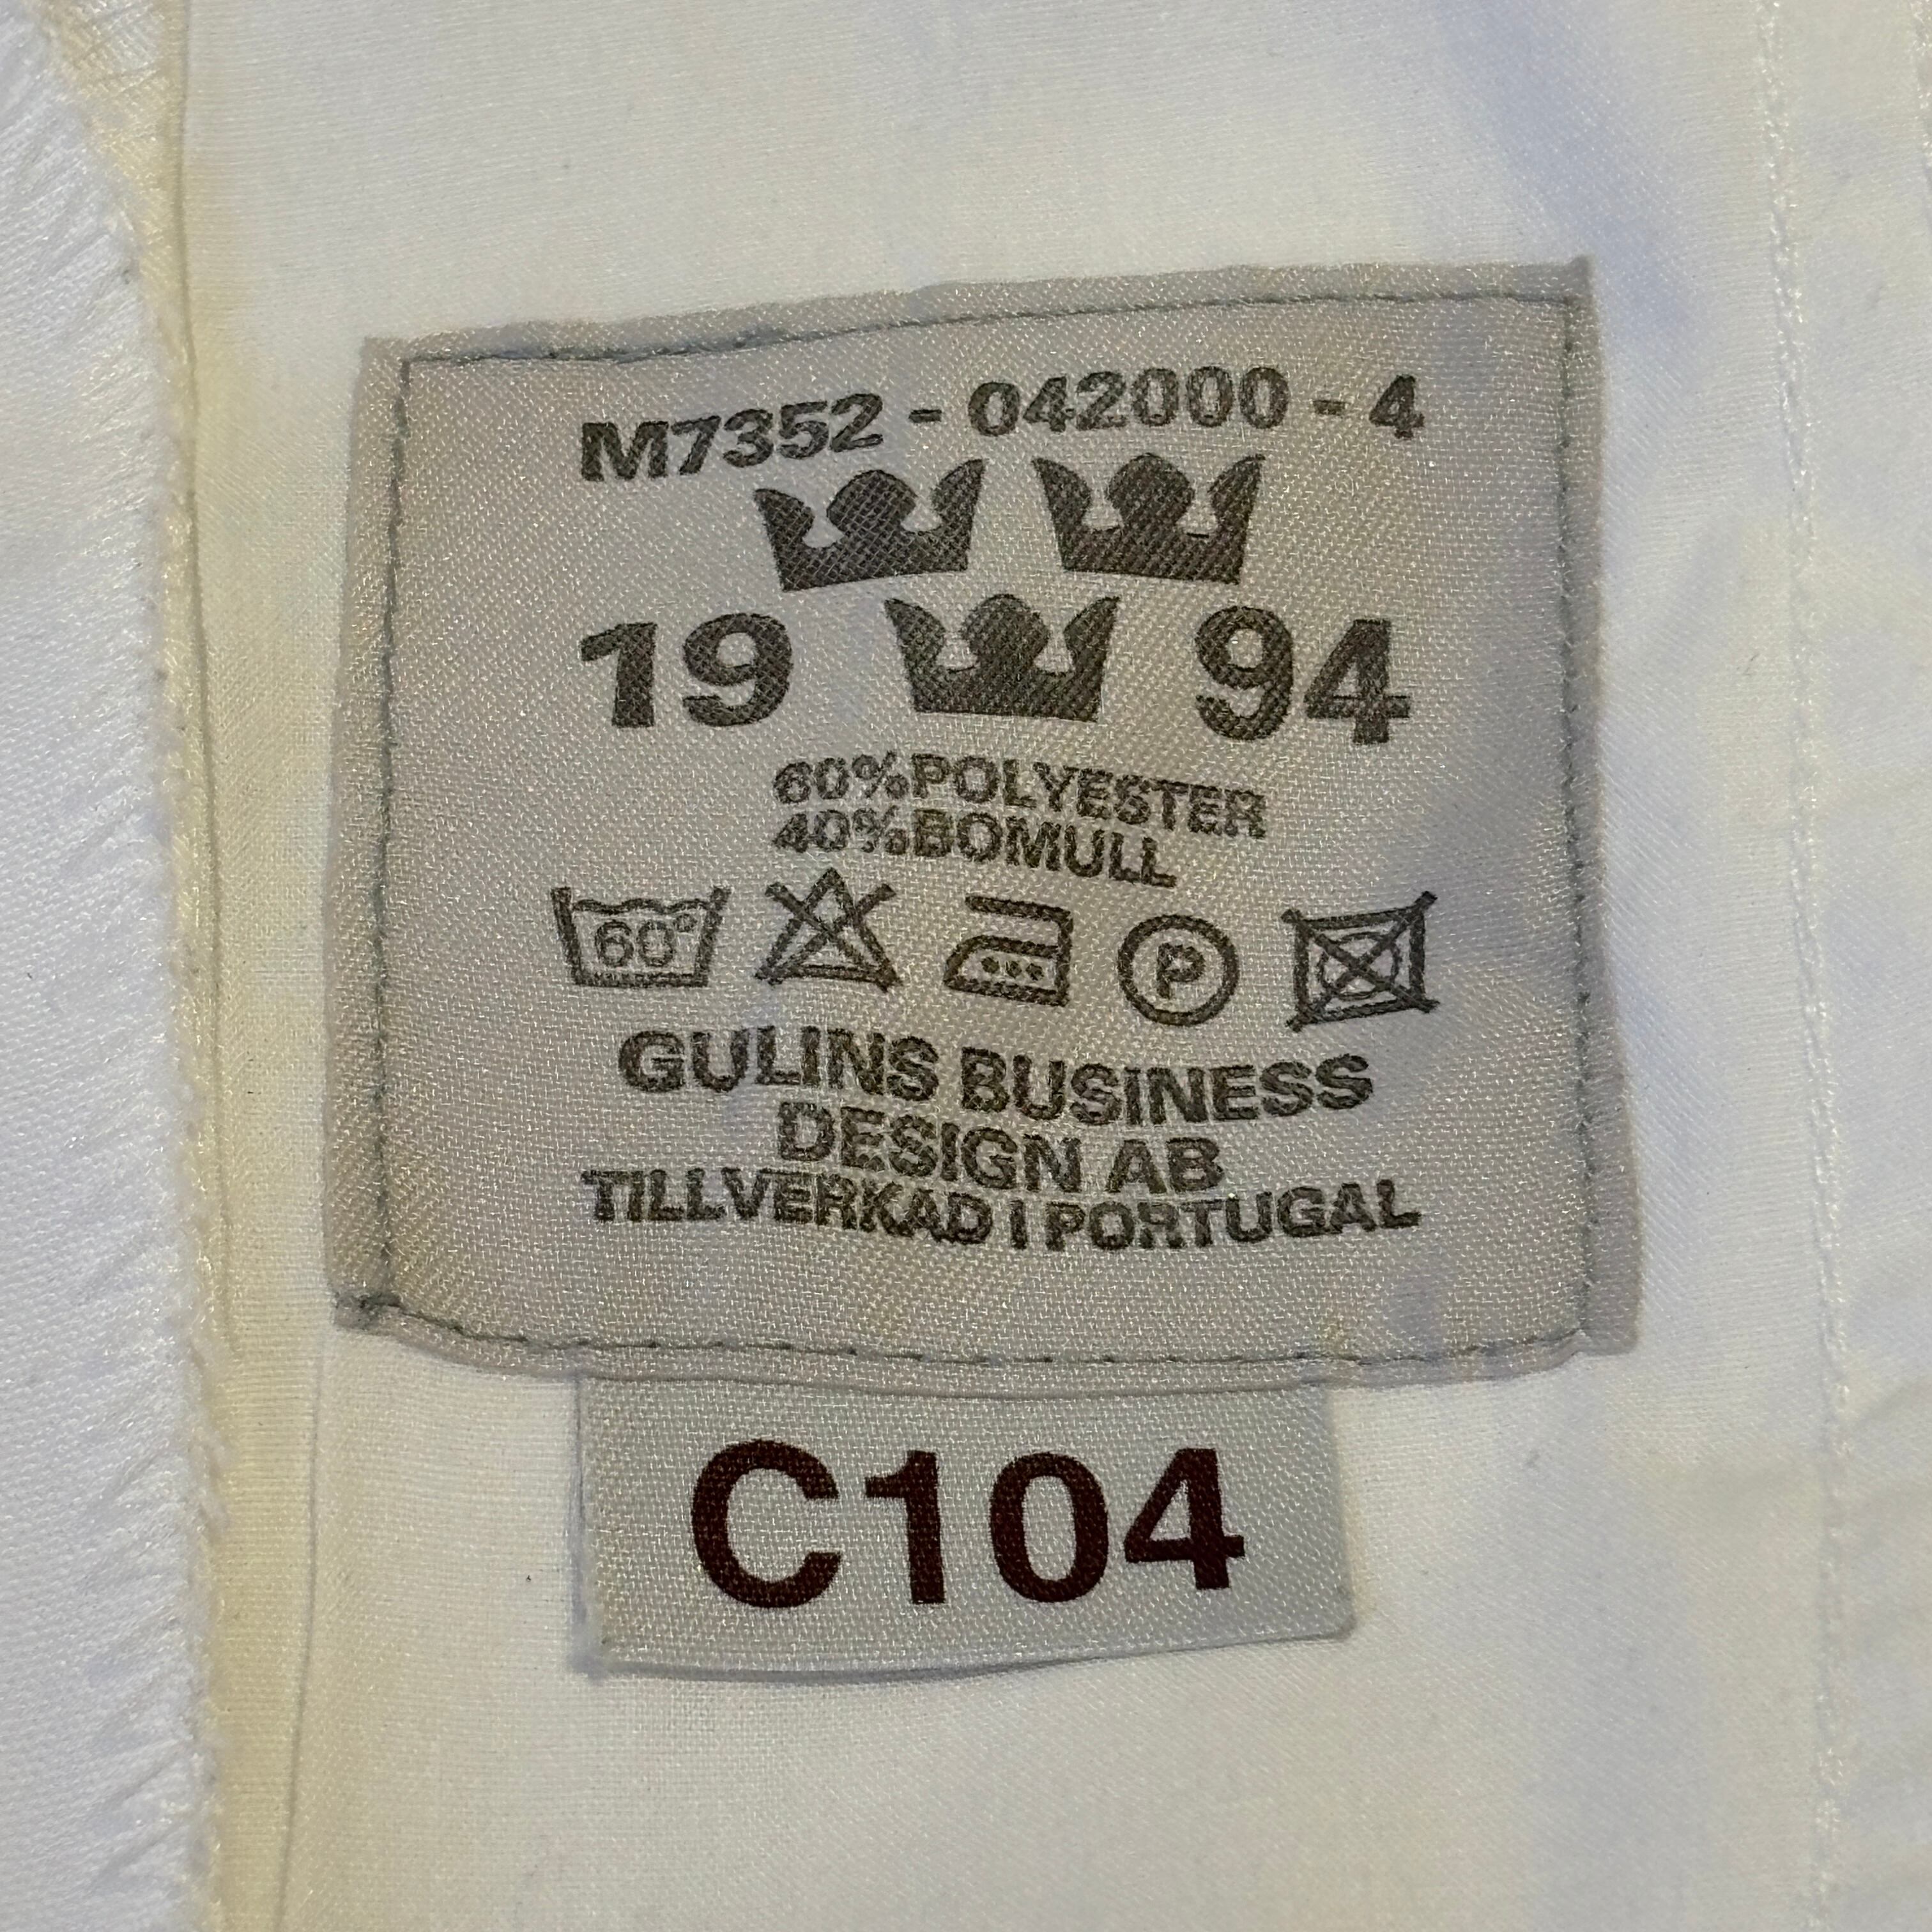 M7352 - 042000 - 4
19 94
60%POLYESTER
40%BOMULL
60° P
GULINS BUSINESS
DESIGN AB
TILLVERKAD I PORTUGAL
C104